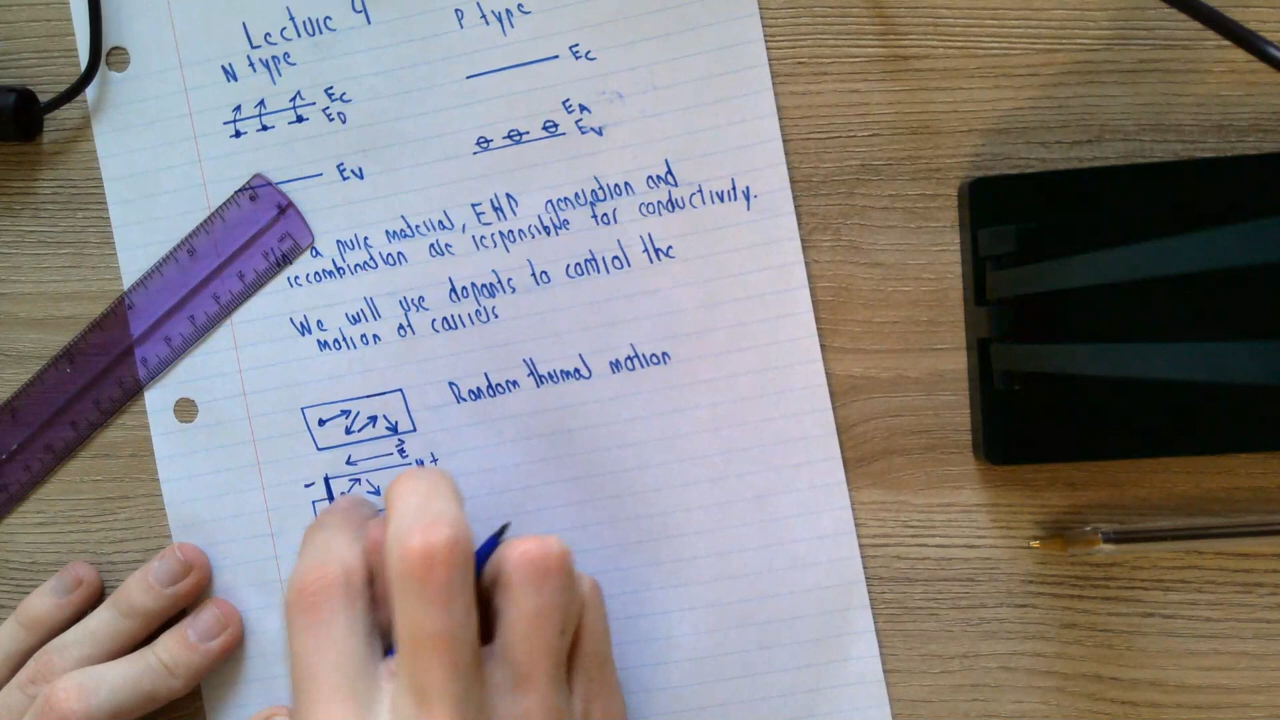 Lecture 4
N type
P type
EC
ED
EV
EC
EA
EV
a pure material, EHP generation and
recombination are responsible for conductivity.
We will use dopants to control the
motion of carriers
Random thermal motion
E
- +